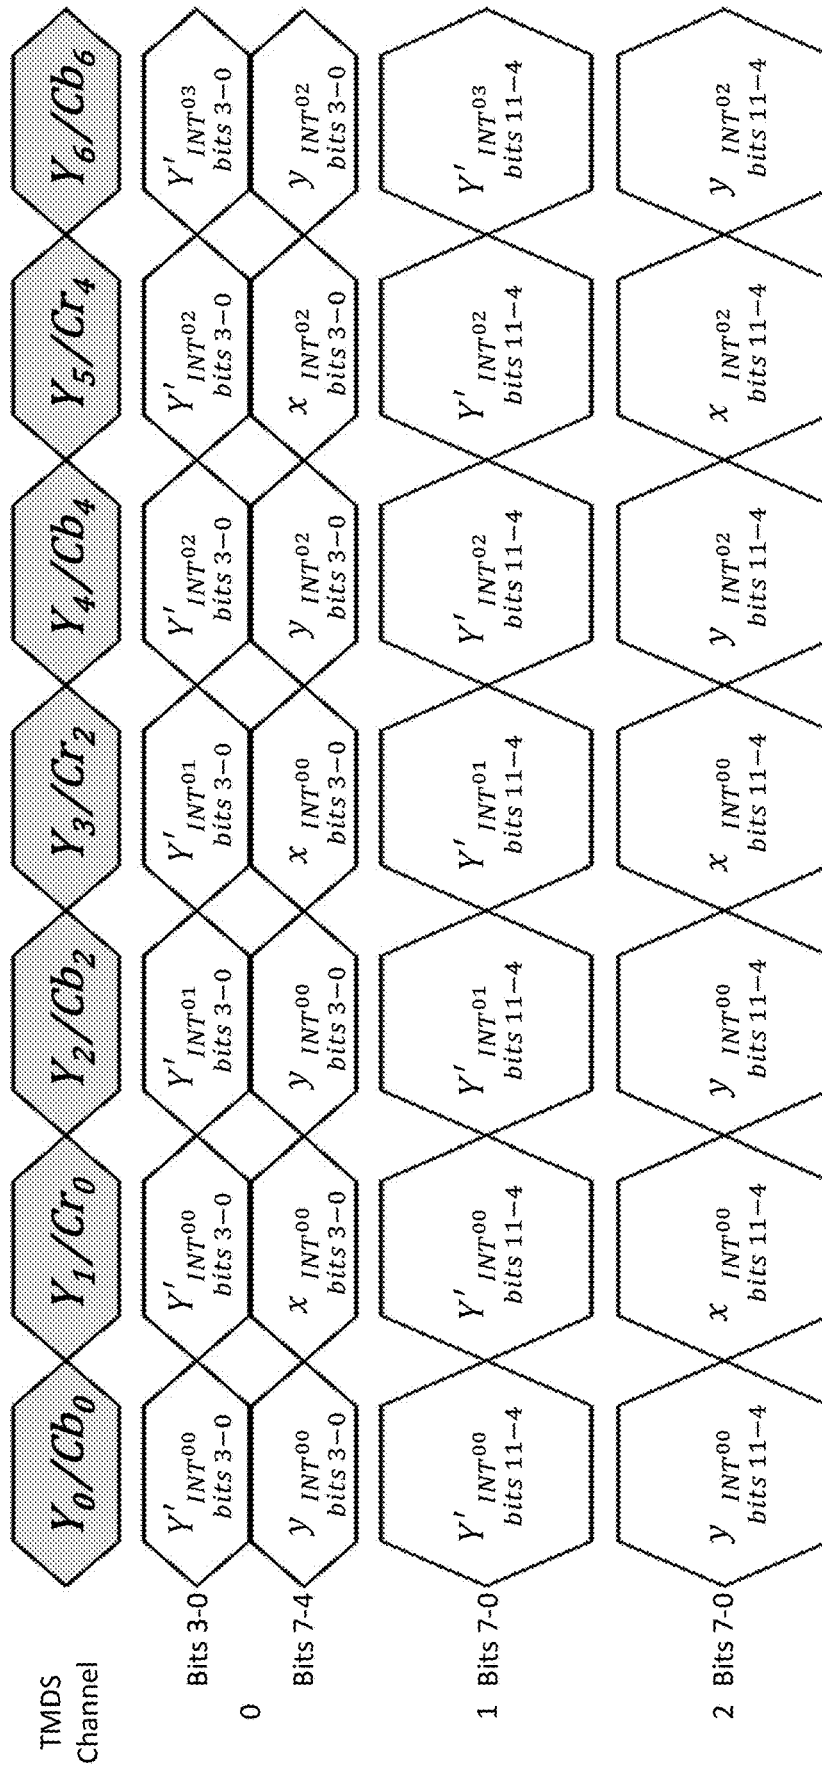 TMDS
Channel
Y₀/Cb₀ Y₁/Cr₀ Y₂/Cb₂ Y₃/Cr₂ Y₄/Cb₄ Y₅/Cr₄ Y₆/Cb₆
0
Bits 3-0
Y' INT00 Y' INT00 Y' INT01 Y' INT01 Y' INT02 Y' INT02 Y' INT03
bits 3–0 bits 3–0 bits 3–0 bits 3–0 bits 3–0 bits 3–0 bits 3–0
Bits 7-4
y INT00 x INT00 y INT00 x INT00 y INT02 x INT02 y INT02
bits 3–0 bits 3–0 bits 3–0 bits 3–0 bits 3–0 bits 3–0 bits 3–0
1 Bits 7-0
Y' INT00 Y' INT00 Y' INT01 Y' INT01 Y' INT02 Y' INT02 Y' INT03
bits 11–4 bits 11–4 bits 11–4 bits 11–4 bits 11–4 bits 11–4 bits 11–4
2 Bits 7-0
y INT00 x INT00 y INT00 x INT00 y INT02 x INT02 y INT02
bits 11–4 bits 11–4 bits 11–4 bits 11–4 bits 11–4 bits 11–4 bits 11–4